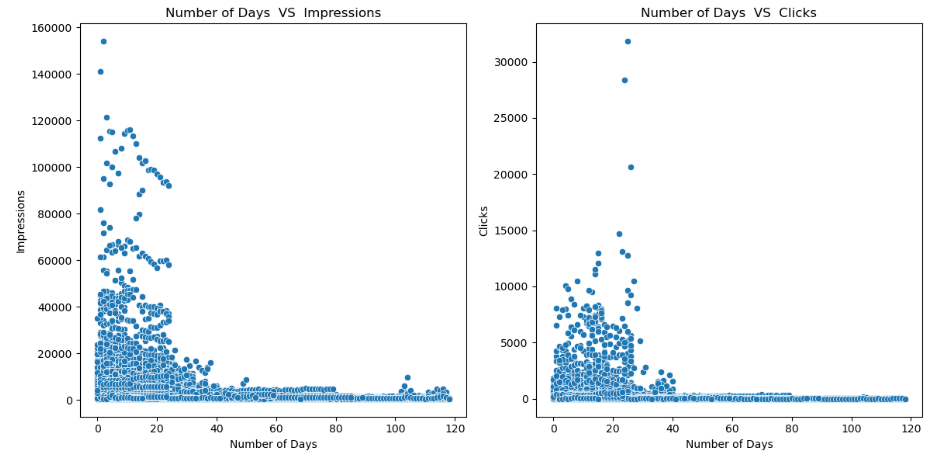 Number of Days  VS  Impressions
160000
140000
120000
100000
80000
60000
40000
20000
0
Impressions
0 20 40 60 80 100 120
Number of Days
Number of Days  VS  Clicks
30000
25000
20000
15000
10000
5000
0
Clicks
0 20 40 60 80 100 120
Number of Days